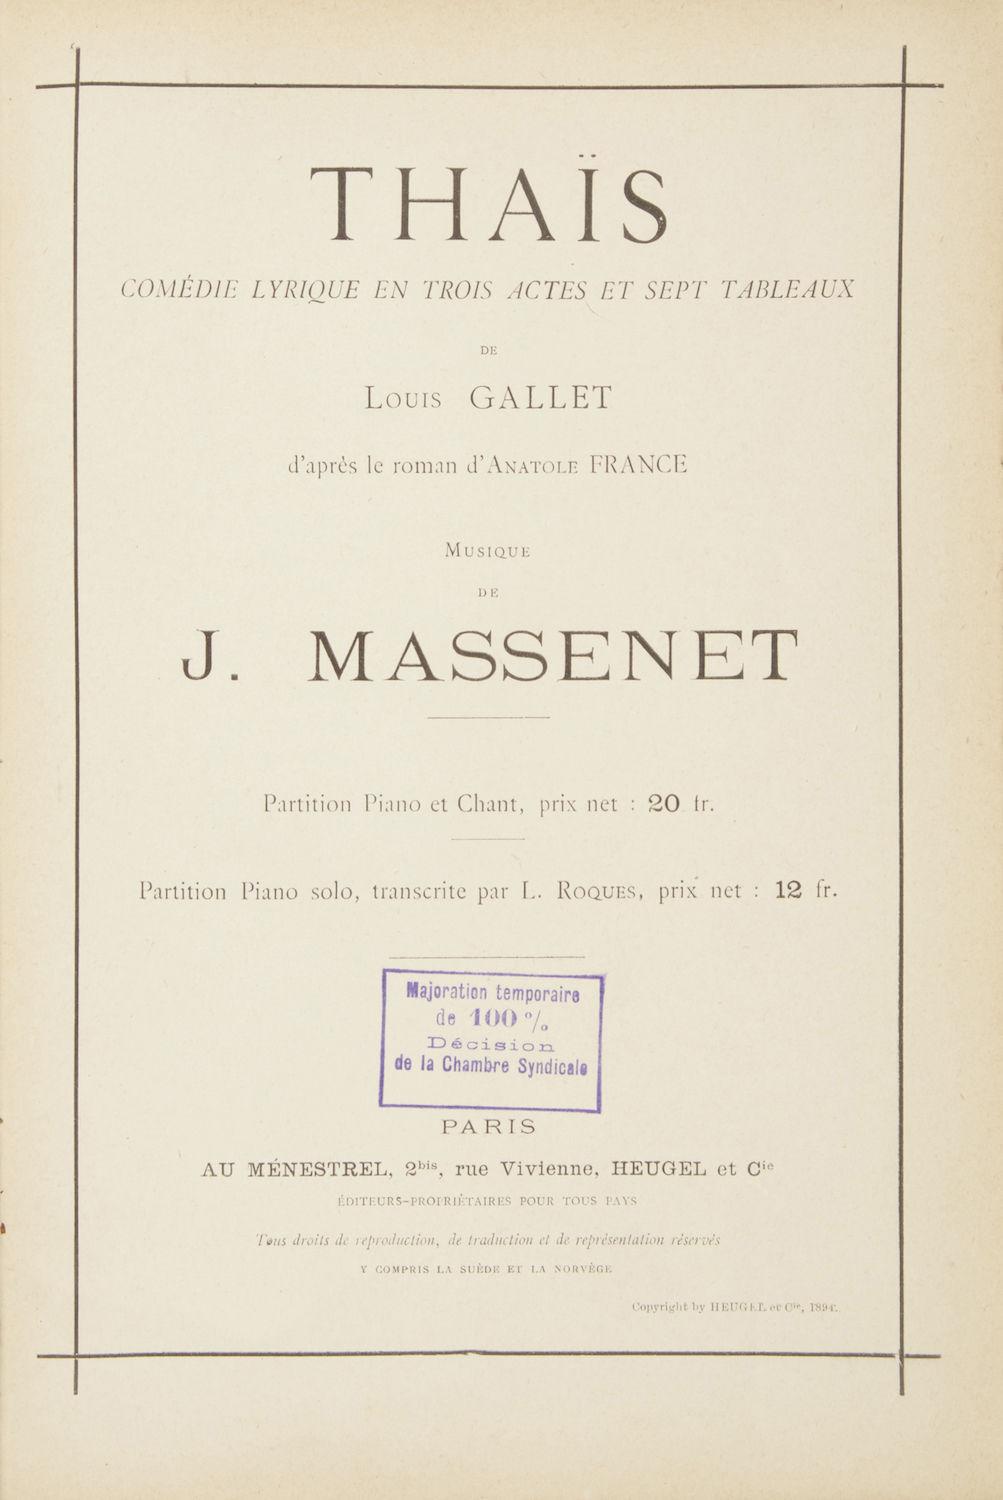 THAÏS
COMÉDIE LYRIQUE EN TROIS ACTES ET SEPT TABLEAUX
DE
LOUIS GALLET
d'après le roman d'ANATOLE FRANCE
MUSIQUE
DE
J. MASSENET
Partition Piano et Chant, prix net : 20 fr.
Partition Piano solo, transcrite par L. ROQUES, prix net : 12 fr.
Majoration temporaire
de 100 %
Décision
de la Chambre Syndicale
PARIS
AU MÉNESTREL, 2bis, rue Vivienne, HEUGEL et Cie
ÉDITEURS-PROPRIÉTAIRES POUR TOUS PAYS
Tous droits de reproduction, de traduction et de représentation réservés
Y COMPRIS LA SUÈDE ET LA NORVÈGE
Copyright by HEUGEL et Cie, 1894.